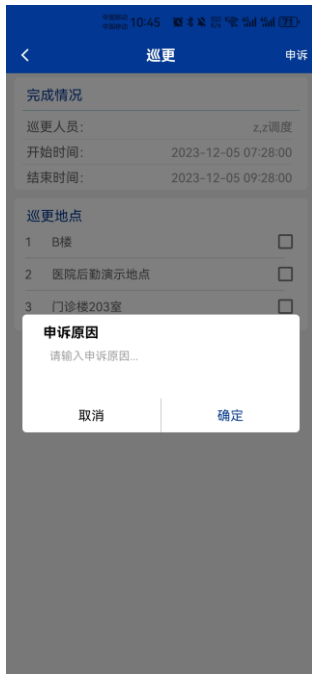 10:45
巡更
申诉
完成情况
巡更人员: z,z调度
开始时间: 2023-12-05 07:28:00
结束时间: 2023-12-05 09:28:00
巡更地点
1 B楼
2 医院后勤演示地点
3 门诊楼203室
申诉原因
请输入申诉原因...
取消 确定